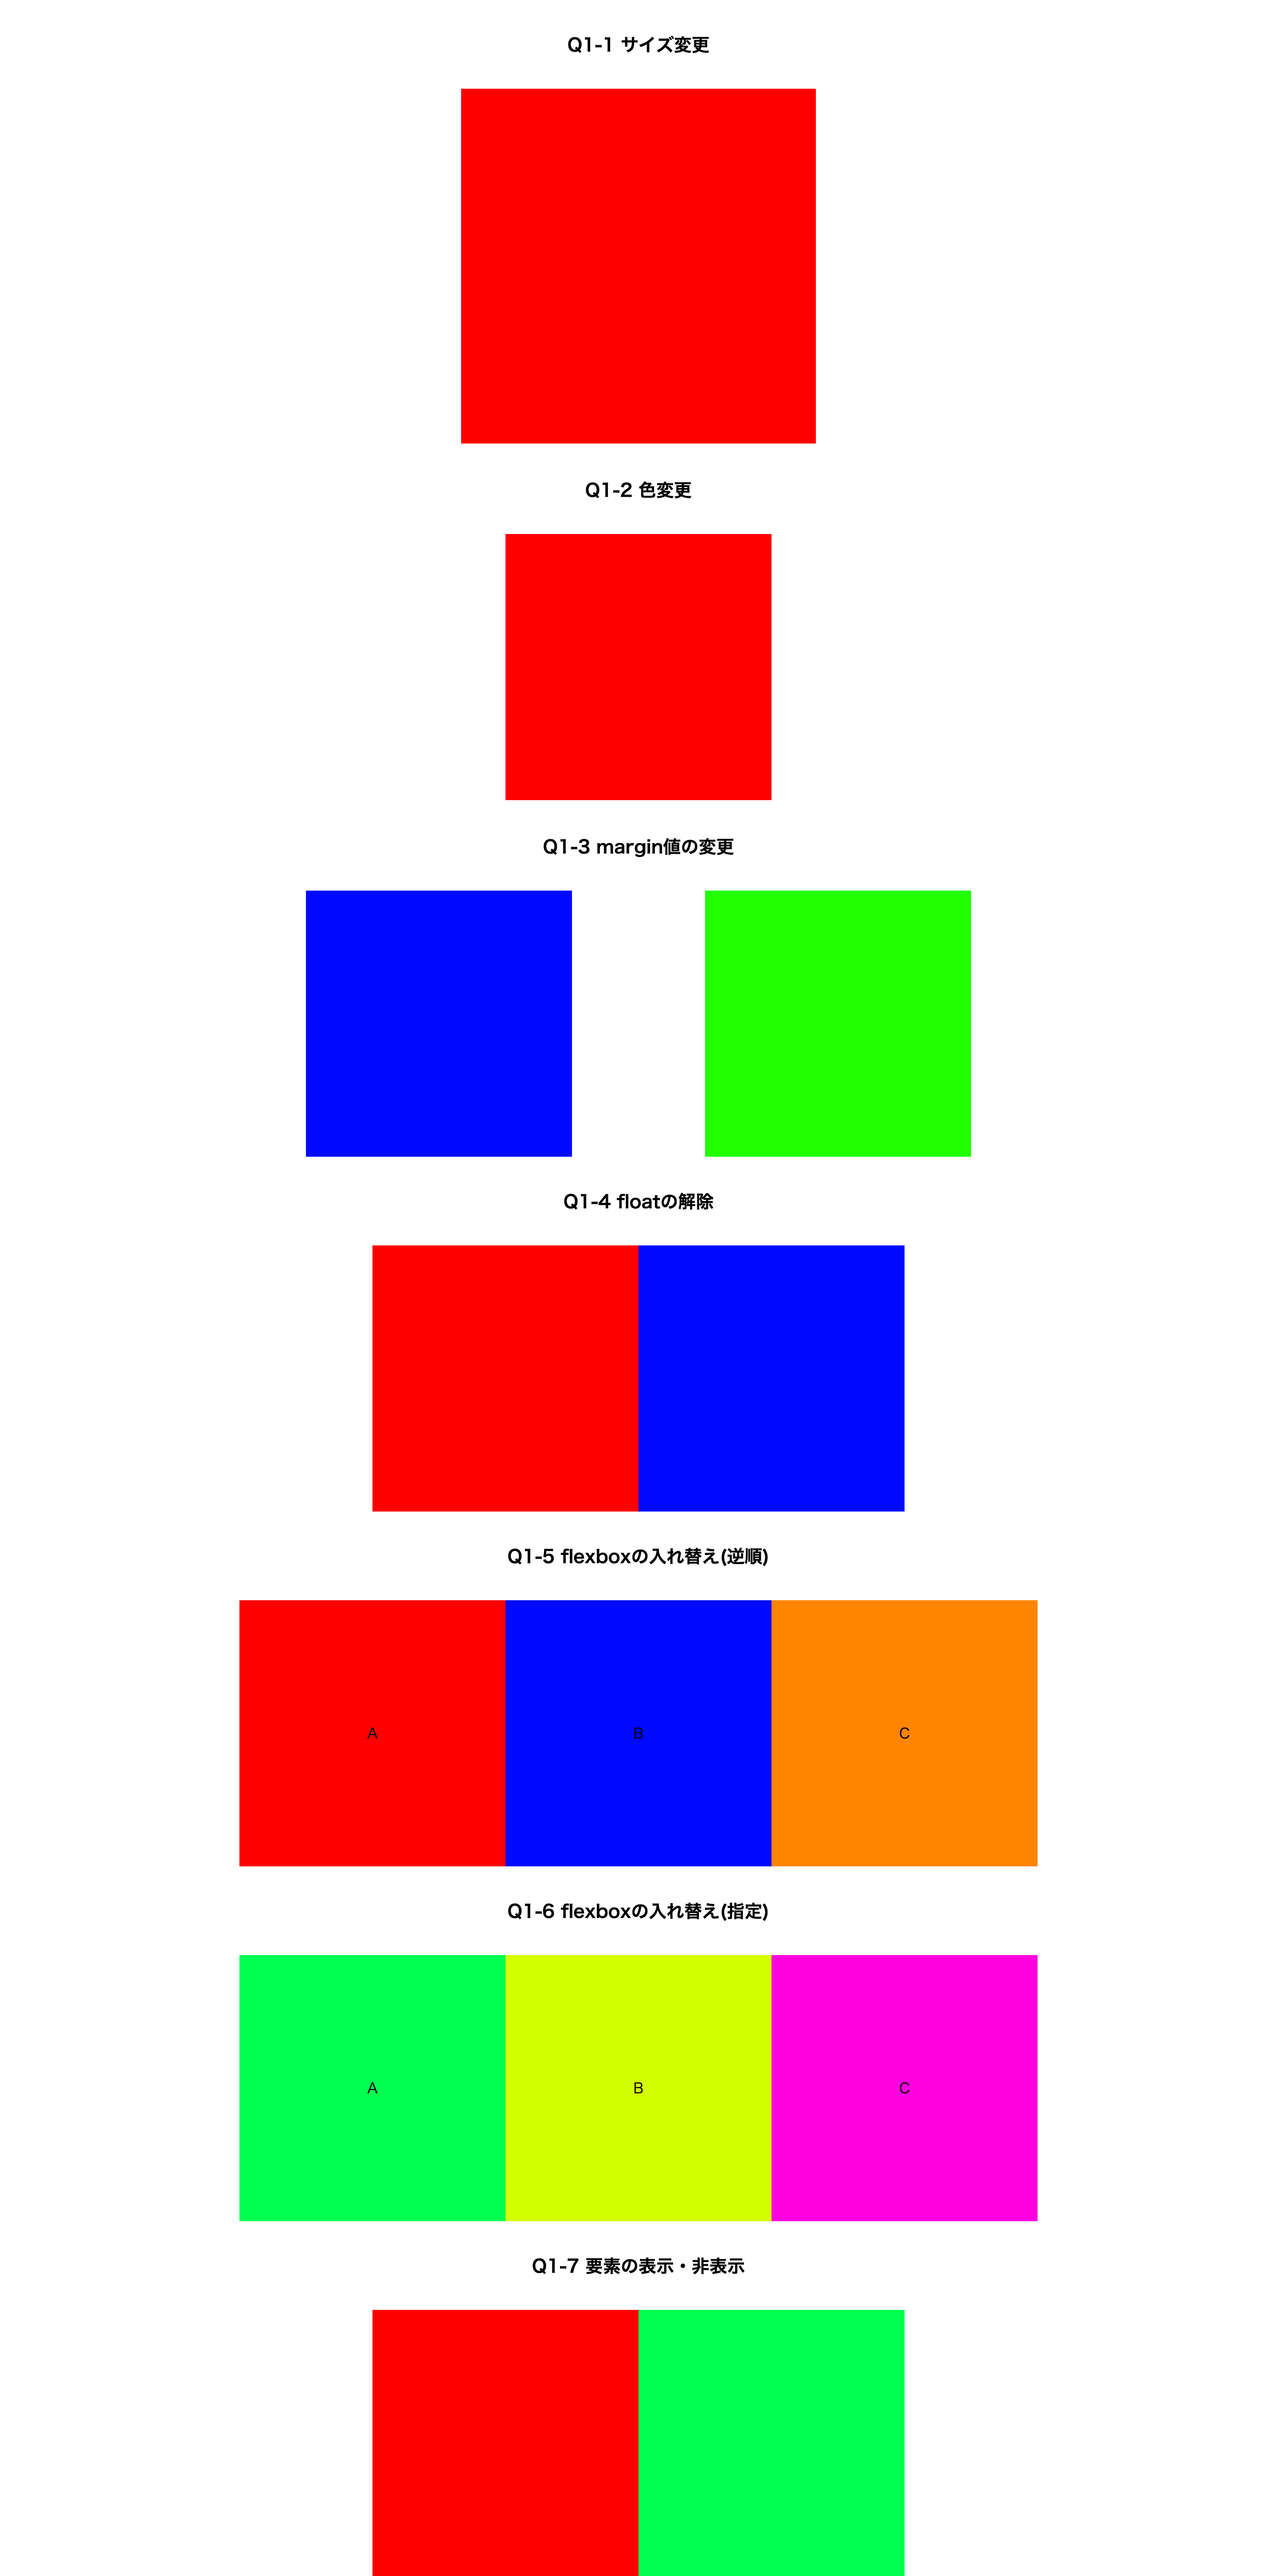 Q1-1 サイズ変更
Q1-2 色変更
Q1-3 margin値の変更
Q1-4 floatの解除
Q1-5 flexboxの入れ替え(逆順)
A B C
Q1-6 flexboxの入れ替え(指定)
A B C
Q1-7 要素の表示・非表示